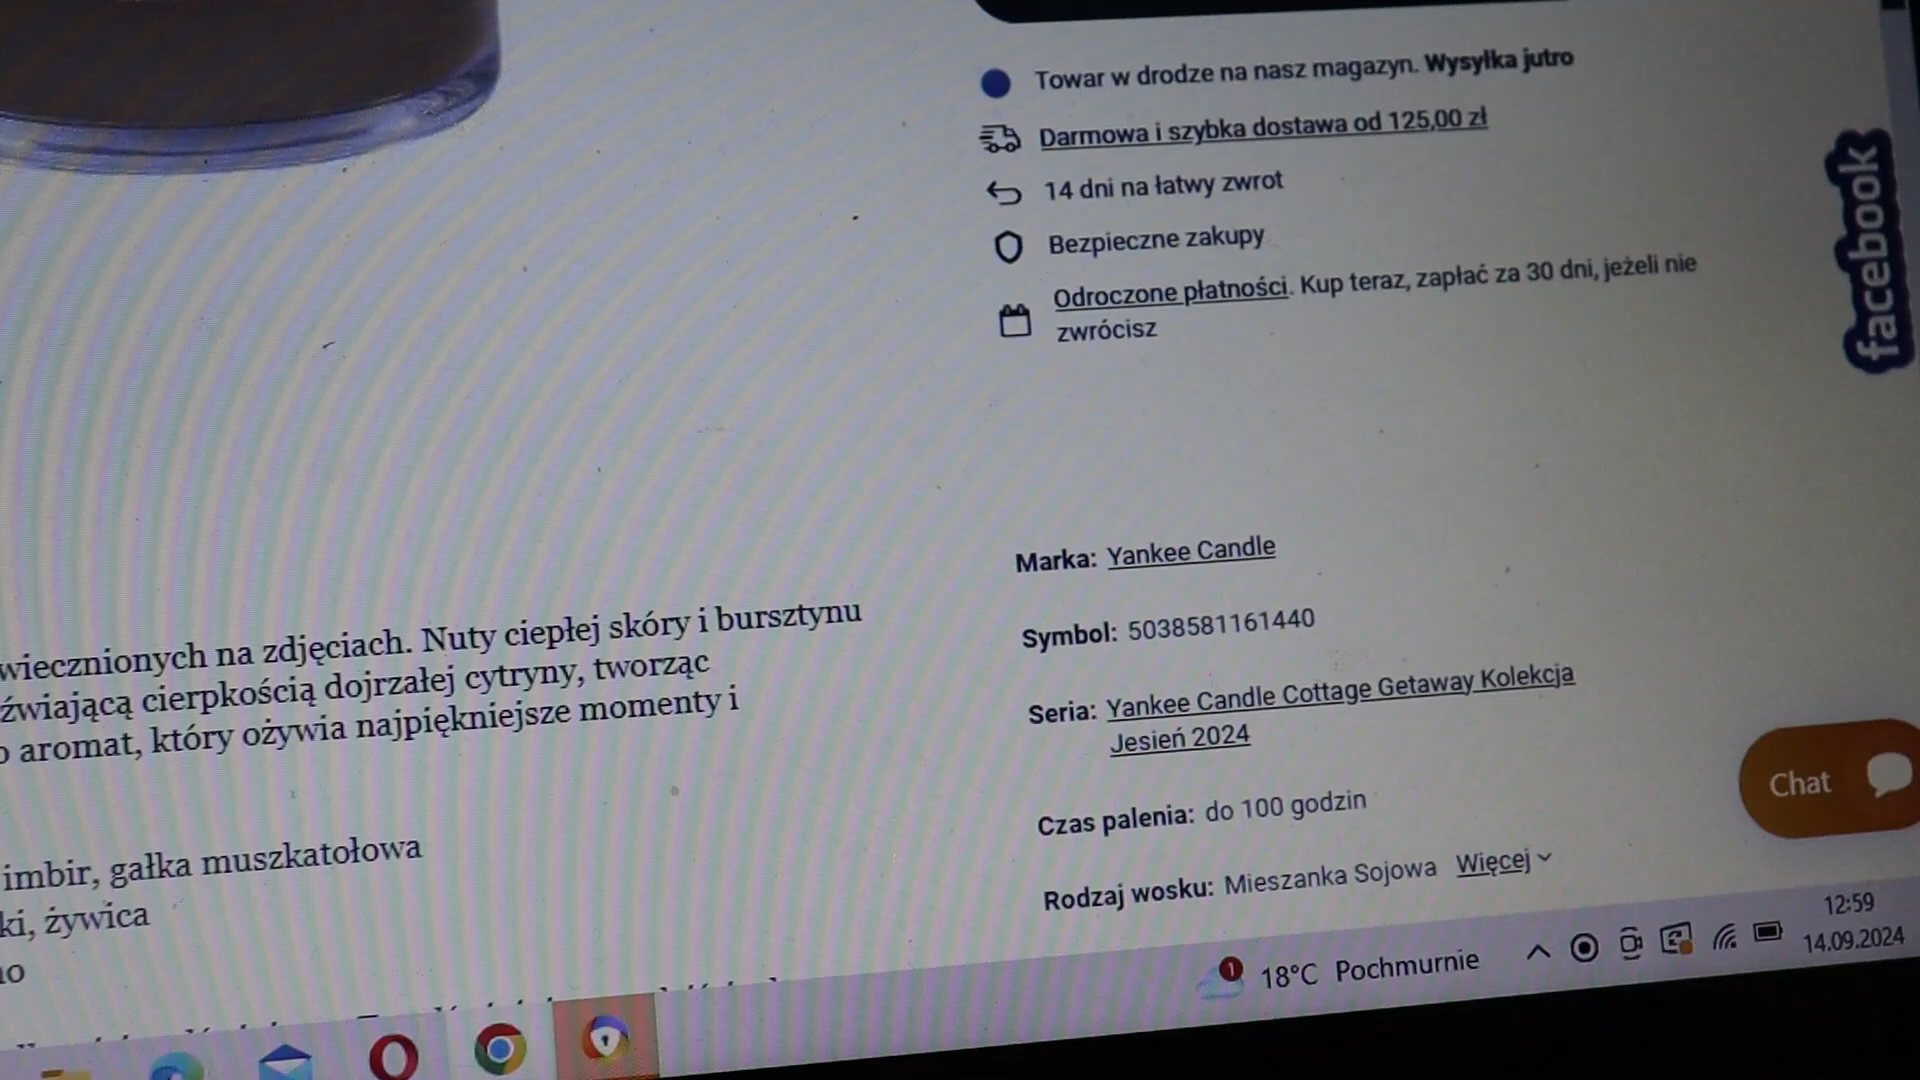 Towar w drodze na nasz magazyn. Wysyłka jutro
Darmowa i szybka dostawa od 125,00 zł
14 dni na łatwy zwrot
Bezpieczne zakupy
Odroczone płatności. Kup teraz, zapłać za 30 dni, jeżeli nie
zwrócisz
facebook
Marka: Yankee Candle
Symbol: 5038581161440
Seria: Yankee Candle Cottage Getaway Kolekcja
Jesień 2024
Czas palenia: do 100 godzin
Rodzaj wosku: Mieszanka Sojowa Więcej
Chat
wiecznionych na zdjęciach. Nuty ciepłej skóry i bursztynu
źwiającą cierpkością dojrzałej cytryny, tworząc
o aromat, który ożywia najpiękniejsze momenty i
imbir, gałka muszkatołowa
ki, żywica
1 18°C Pochmurnie
12:59
14.09.2024